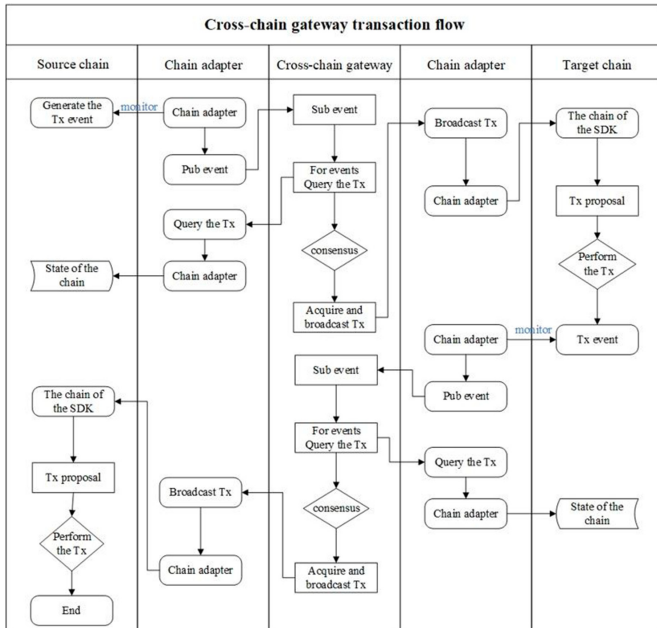 Cross-chain gateway transaction flow
Source chain
Chain adapter
Cross-chain gateway
Chain adapter
Target chain
Generate the
Tx event
monitor
Chain adapter
Pub event
Sub event
For events
Query the Tx
Query the Tx
Chain adapter
State of the
chain
consensus
Acquire and
broadcast Tx
Broadcast Tx
Chain adapter
The chain of
the SDK
Tx proposal
Perform
the Tx
Tx event
monitor
Chain adapter
Pub event
Sub event
For events
Query the Tx
Query the Tx
Chain adapter
State of the
chain
consensus
Acquire and
broadcast Tx
Broadcast Tx
Chain adapter
The chain of
the SDK
Tx proposal
Perform
the Tx
End